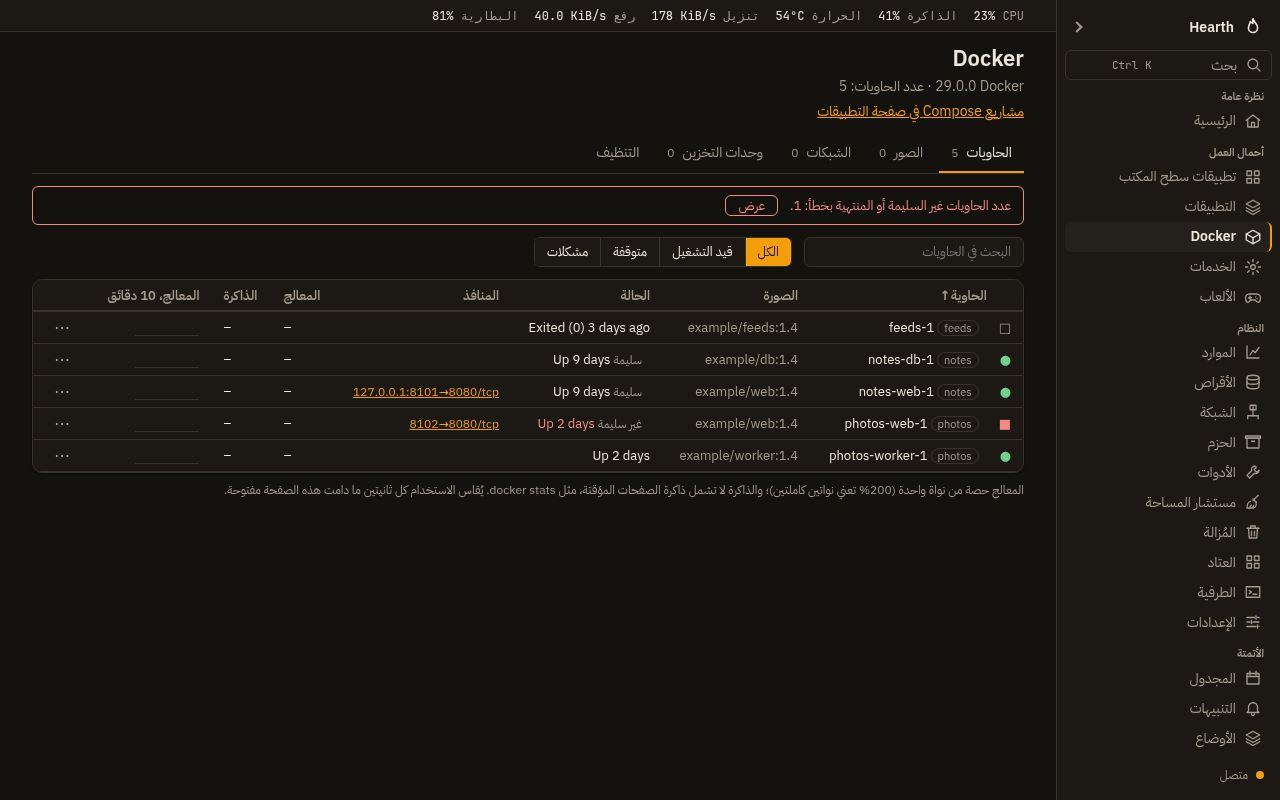 CPU 23% الذاكرة 41% الحرارة 54°C تنزيل 178 KiB/s رفع 40.0 KiB/s البطارية 81%
Hearth
بحث Ctrl K
نظرة عامة
الرئيسية
أحمال العمل
تطبيقات سطح المكتب
التطبيقات
Docker
الخدمات
الألعاب
النظام
الموارد
الأقراص
الشبكة
الحزم
الأدوات
مستشار المساحة
المُزالة
العتاد
الطرفية
الإعدادات
الأتمتة
المجدول
التنبيهات
الأوضاع
متصل
Docker
29.0.0 Docker · عدد الحاويات: 5
مشاريع Compose في صفحة التطبيقات
الحاويات 5 الصور 0 الشبكات 0 وحدات التخزين 0 التنظيف
عدد الحاويات غير السليمة أو المنتهية بخطأ: 1. عرض
البحث في الحاويات الكل قيد التشغيل متوقفة مشكلات
الحاوية ↑ الصورة الحالة المنافذ المعالج الذاكرة المعالج، 10 دقائق
feeds feeds-1 example/feeds:1.4 Exited (0) 3 days ago – – ⋯
notes notes-db-1 example/db:1.4 سليمة Up 9 days – – ⋯
notes notes-web-1 example/web:1.4 سليمة Up 9 days 127.0.0.1:8101→8080/tcp – – ⋯
photos photos-web-1 example/web:1.4 غير سليمة Up 2 days 8102→8080/tcp – – ⋯
photos photos-worker-1 example/worker:1.4 Up 2 days – – ⋯
المعالج حصة من نواة واحدة (200% تعني نواتين كاملتين)؛ والذاكرة لا تشمل ذاكرة الصفحات المؤقتة، مثل docker stats. يُقاس الاستخدام كل ثانيتين ما دامت هذه الصفحة مفتوحة.